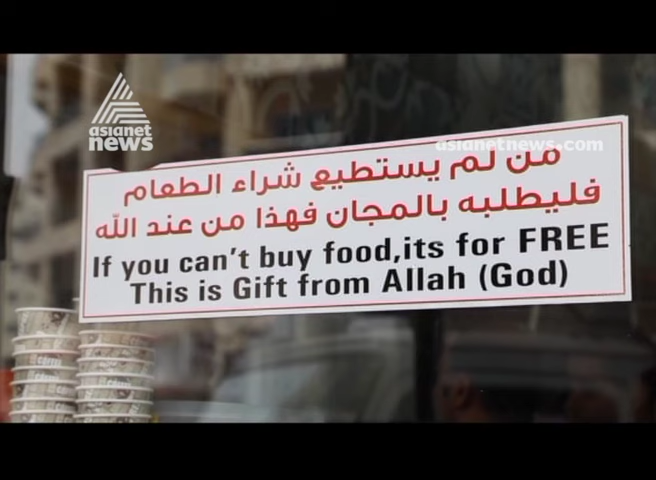 asianet
news
asianetnews.com
من لم يستطيع شراء الطعام
فليطلبه بالمجان فهذا من عند الله
If you can't buy food,its for FREE
This is Gift from Allah (God)